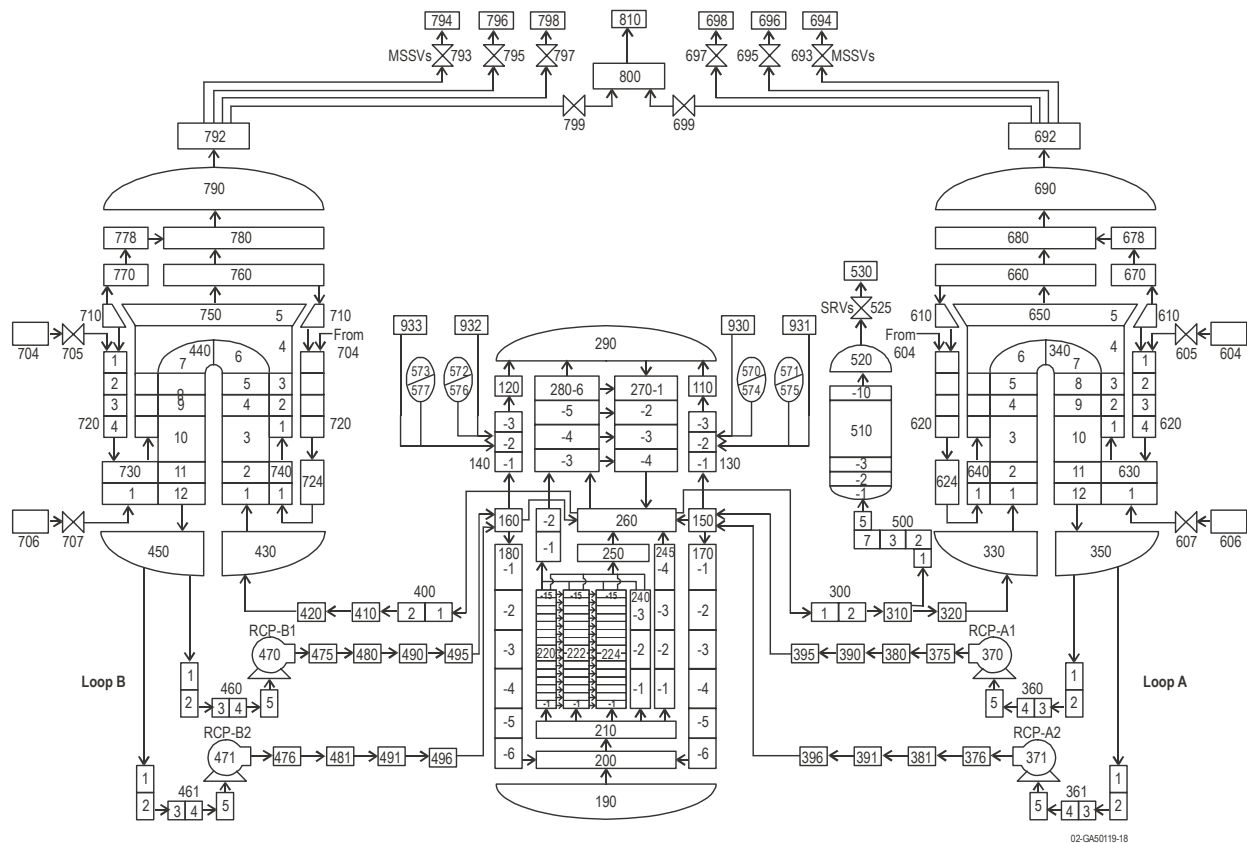 794 796 798 810 698 696 694
MSSVs 793 795 797 697 695 693 MSSVs
800
799 699
792 692
790 690
778 780 680 678
770 760 530 660 670
SRVs 525
710 750 5 710 933 932 930 931 610 650 5 610
704 705 From 704 From 604 605 604
290
440 4 520 340 4
7 6 6 7
573 577 572 576 570 574 571 575
120 280-6 270-1 110 -10
1 1
8 5 3 5 8 3
2 2
9 4 2 4 9 2
3 3
-5 -2 510
-3 -3
720 4 10 3 1 720 620 3 10 1 4 620
-2 -4 -3 -2
140 -1 -3 -4 -1 130 -3
730 11 2 740 724 624 640 2 11 630
-2
1 12 1 1 1 1 12 1
-1
706 707 607 606
160 -2 260 150 5 500
7 3 2
1
450 430 330 350
180 -1 250 245 170
-1 -4 -1
400 300
420 410 2 1 -15 -15 -15 240 1 2 310 320
-2 -3 -3 -2
RCP-B1 RCP-A1
470 475 480 490 495 -3 220 222 224 -2 -2 -3 395 390 380 375 370
Loop B Loop A
1 460 -4 -1 -1 -4 360 1
2 3 4 5 -1 -1 -1 5 4 3 2
-5 210 -5
RCP-B2 RCP-A2
471 476 481 491 496 -6 200 -6 396 391 381 376 371
1 461 190 361 1
2 3 4 5 5 4 3 2
02-GA50119-18